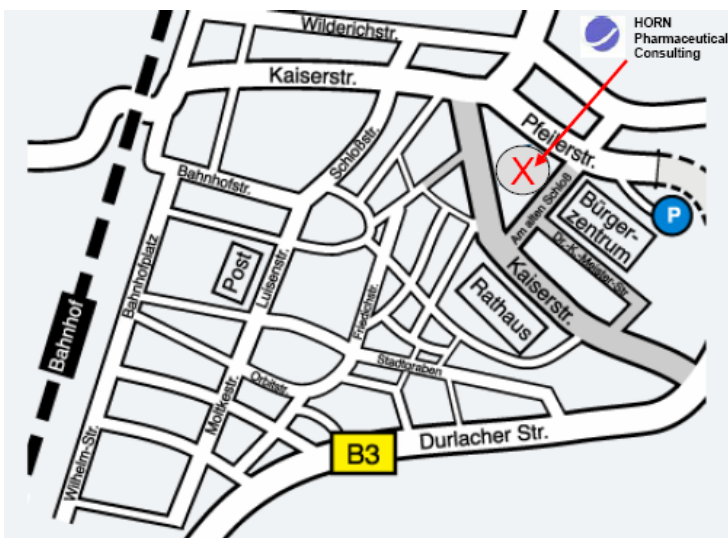 HORN
Pharmaceutical
Consulting
Wilderichstr.
Kaiserstr.
Pfeilerstr.
X
Schloßstr.
Bahnhofstr.
Am alten Schloß
Bürger-
zentrum
P
Dr.-K.-Meister-Str.
Bahnhofplatz
Post
Luisenstr.
Kaiserstr.
Rathaus
Friedrichstr.
Bahnhof
Stadtgraben
Orbitstr.
Moltkestr.
Wilhelm-Str.
B3
Durlacher Str.